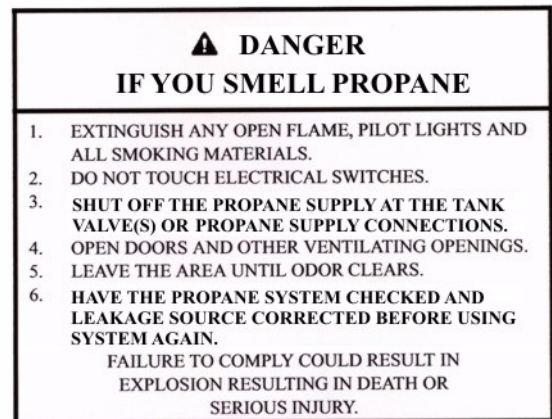 DANGER
IF YOU SMELL PROPANE
1. EXTINGUISH ANY OPEN FLAME, PILOT LIGHTS AND
ALL SMOKING MATERIALS.
2. DO NOT TOUCH ELECTRICAL SWITCHES.
3. SHUT OFF THE PROPANE SUPPLY AT THE TANK
VALVE(S) OR PROPANE SUPPLY CONNECTIONS.
4. OPEN DOORS AND OTHER VENTILATING OPENINGS.
5. LEAVE THE AREA UNTIL ODOR CLEARS.
6. HAVE THE PROPANE SYSTEM CHECKED AND
LEAKAGE SOURCE CORRECTED BEFORE USING
SYSTEM AGAIN.
FAILURE TO COMPLY COULD RESULT IN
EXPLOSION RESULTING IN DEATH OR
SERIOUS INJURY.